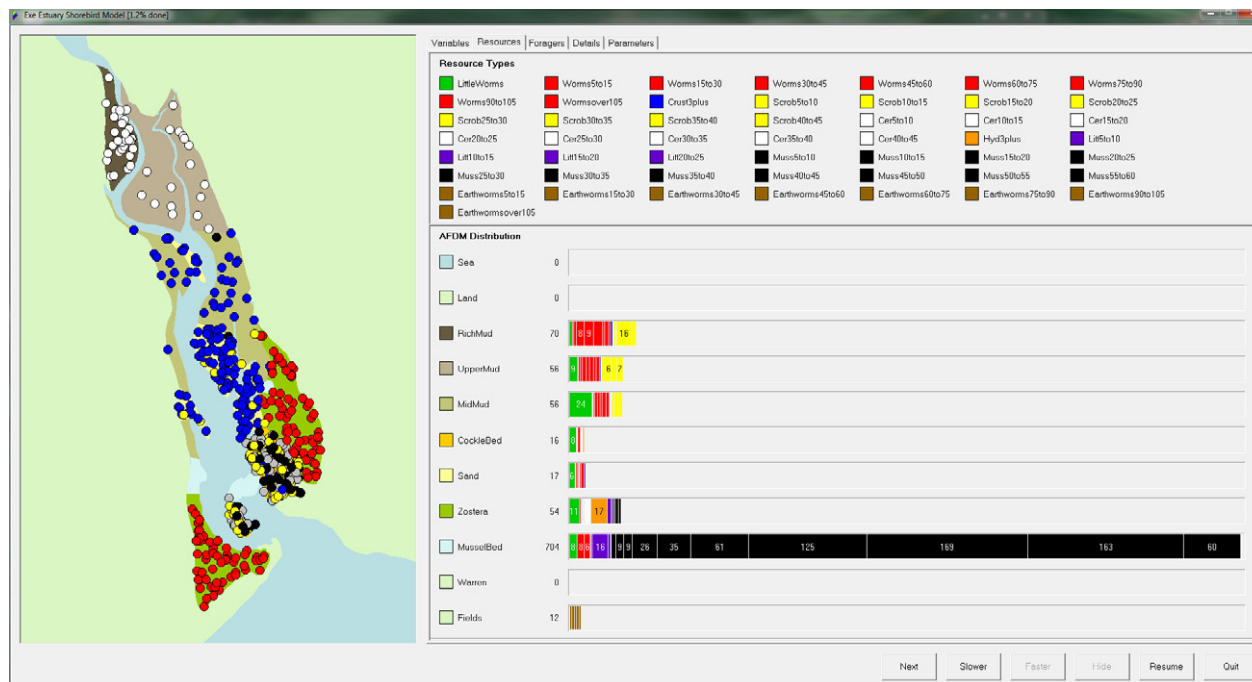 Exe Estuary Shorebird Model [1.2% done]
Variables Resources Foragers Details Parameters
Resource Types
LittleWorms Worms5to15 Worms15to30 Worms30to45 Worms45to60 Worms60to75 Worms75to90
Worms90to105 Wormsover105 Crust3plus Scrob5to10 Scrob10to15 Scrob15to20 Scrob20to25
Scrob25to30 Scrob30to35 Scrob35to40 Scrob40to45 Cer5to10 Cer10to15 Cer15to20
Cer20to25 Cer25to30 Cer30to35 Cer35to40 Cer40to45 Hyd3plus Litt5to10
Litt10to15 Litt15to20 Litt20to25 Muss5to10 Muss10to15 Muss15to20 Muss20to25
Muss25to30 Muss30to35 Muss35to40 Muss40to45 Muss45to50 Muss50to55 Muss55to60
Earthworms5to15 Earthworms15to30 Earthworms30to45 Earthworms45to60 Earthworms60to75 Earthworms75to90 Earthworms90to105
Earthwormsover105
AFDM Distribution
Sea 0
Land 0
RichMud 70 8 9 16
UpperMud 56 9 6 7
MidMud 56 24
CockleBed 16 8
Sand 17 6
Zostera 54 11 17
MusselBed 704 8 8 6 16 9 9 26 35 61 125 169 163 60
Warren 0
Fields 12
Next Slower Faster Hide Resume Quit